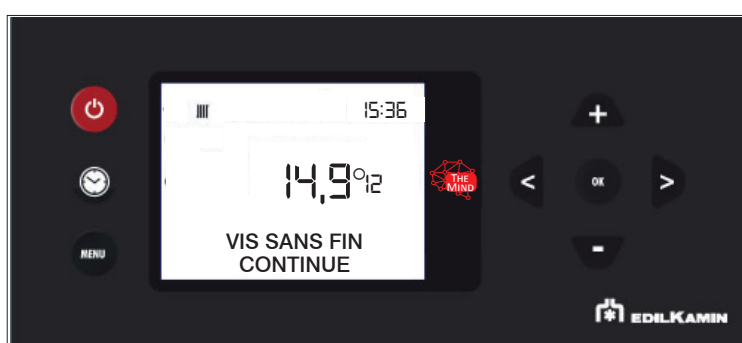 15:36
14,9°12
THE
MIND
+
< OK >
MENU
VIS SANS FIN
CONTINUE
-
EDILKAMIN